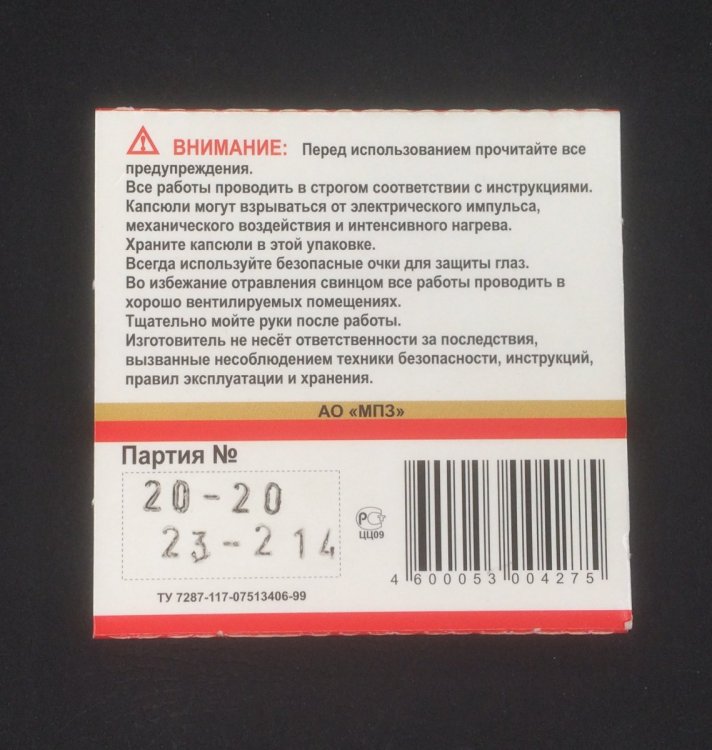 ВНИМАНИЕ: Перед использованием прочитайте все
предупреждения.
Все работы проводить в строгом соответствии с инструкциями.
Капсюли могут взрываться от электрического импульса,
механического воздействия и интенсивного нагрева.
Храните капсюли в этой упаковке.
Всегда используйте безопасные очки для защиты глаз.
Во избежание отравления свинцом все работы проводить в
хорошо вентилируемых помещениях.
Тщательно мойте руки после работы.
Изготовитель не несёт ответственности за последствия,
вызванные несоблюдением техники безопасности, инструкций,
правил эксплуатации и хранения.
АО «МПЗ»
Партия №
20-20
23-214
РСТ
ЦЦ09
4 600053 004275
ТУ 7287-117-07513406-99